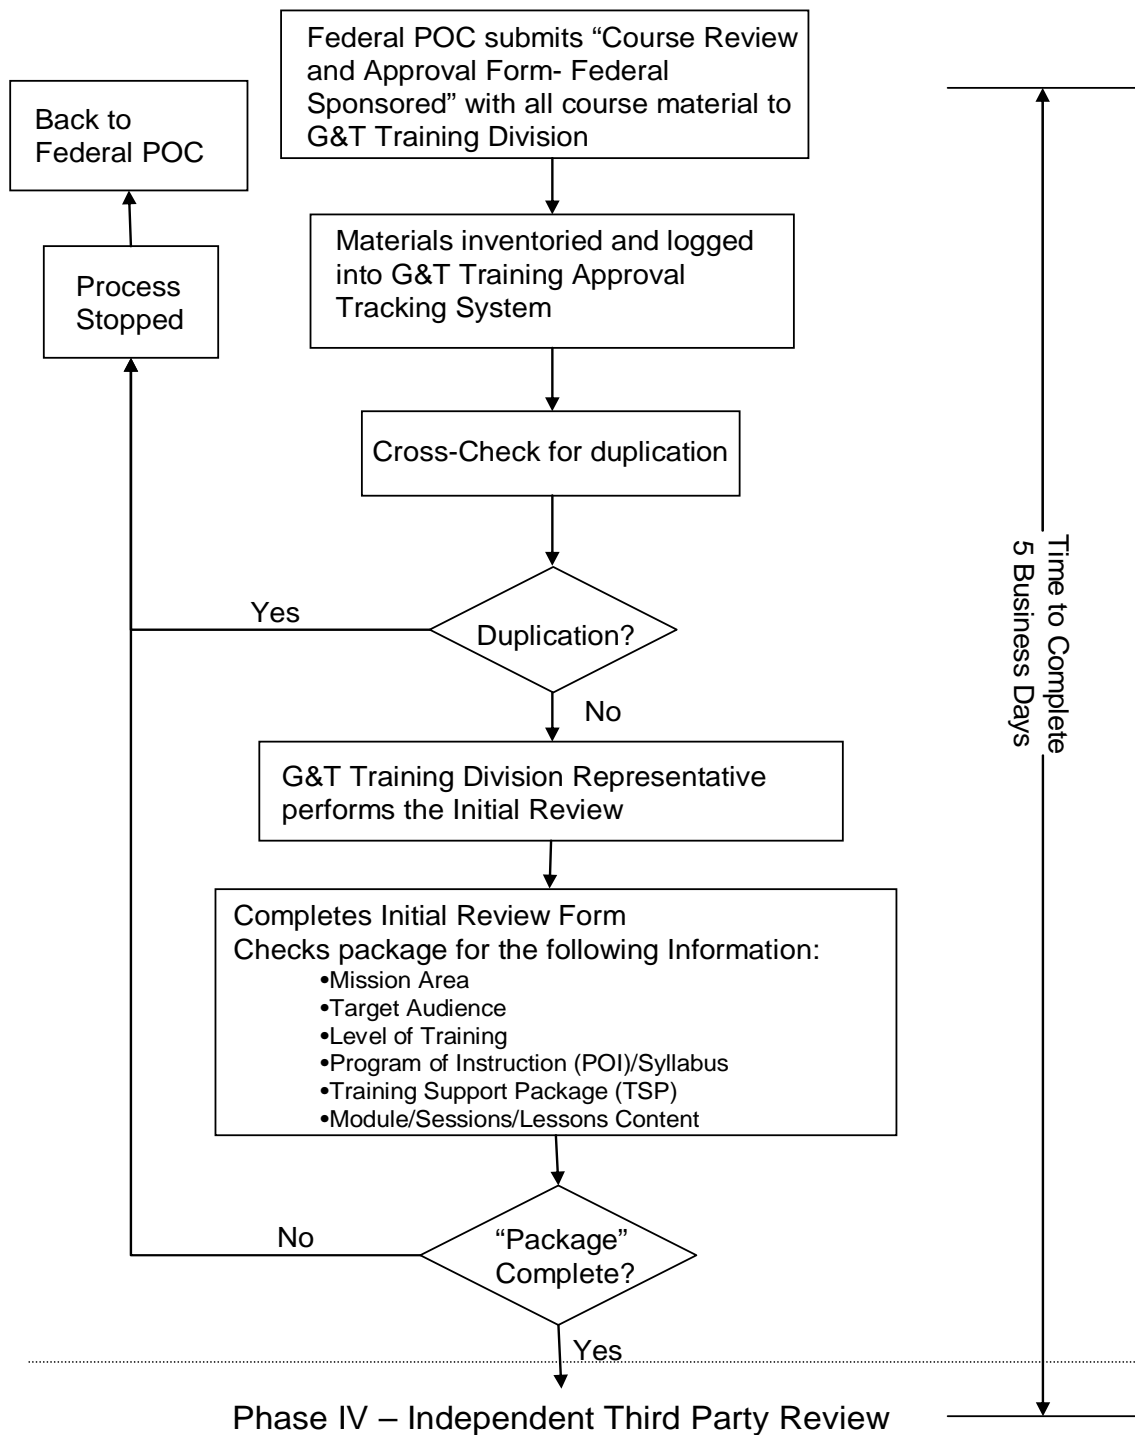 Federal POC submits “Course Review
and Approval Form- Federal
Sponsored” with all course material to
G&T Training Division
Back to
Federal POC
Materials inventoried and logged
into G&T Training Approval
Tracking System
Process
Stopped
Cross-Check for duplication
Time to Complete
5 Business Days
Yes
Duplication?
No
G&T Training Division Representative
performs the Initial Review
Completes Initial Review Form
Checks package for the following Information:
•Mission Area
•Target Audience
•Level of Training
•Program of Instruction (POI)/Syllabus
•Training Support Package (TSP)
•Module/Sessions/Lessons Content
No
“Package”
Complete?
Yes
Phase IV – Independent Third Party Review